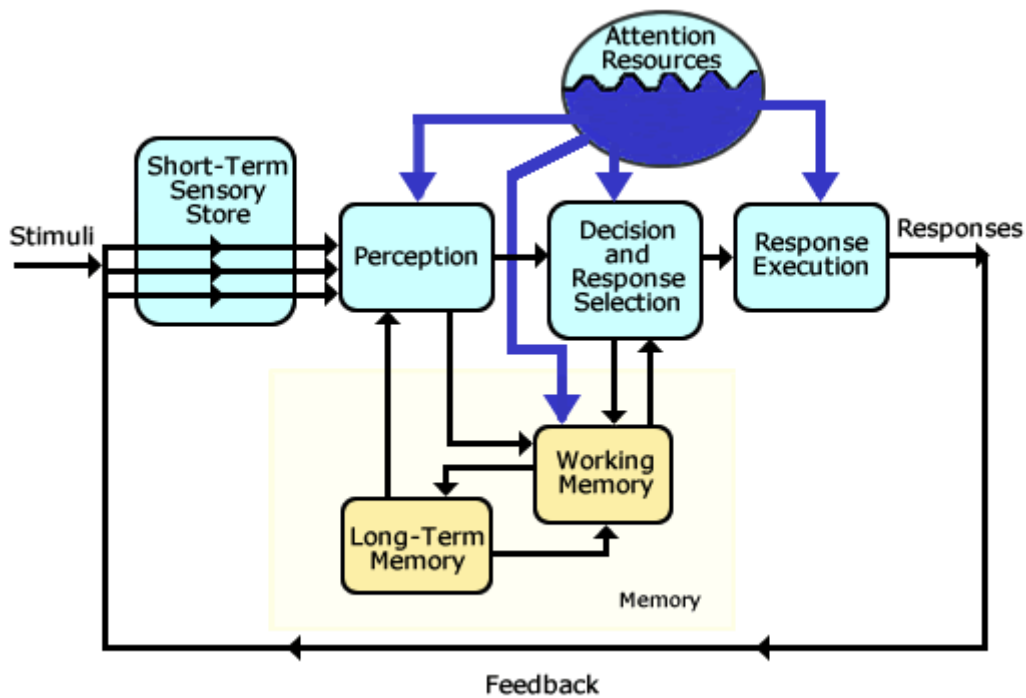 Attention
Resources
Short-Term
Sensory
Store
Stimuli
Perception
Decision
and
Response
Selection
Response
Execution
Responses
Working
Memory
Long-Term
Memory
Memory
Feedback